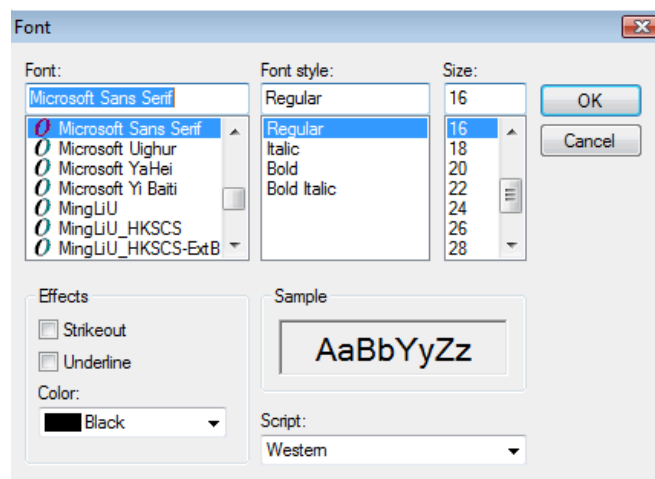 Font
Font:
Microsoft Sans Serif
Microsoft Sans Serif
Microsoft Uighur
Microsoft YaHei
Microsoft Yi Baiti
MingLiU
MingLiU_HKSCS
MingLiU_HKSCS-ExtB
Font style:
Regular
Regular
Italic
Bold
Bold Italic
Size:
16
16
18
20
22
24
26
28
OK
Cancel
Effects
Strikeout
Underline
Color:
Black
Sample
AaBbYyZz
Script:
Western